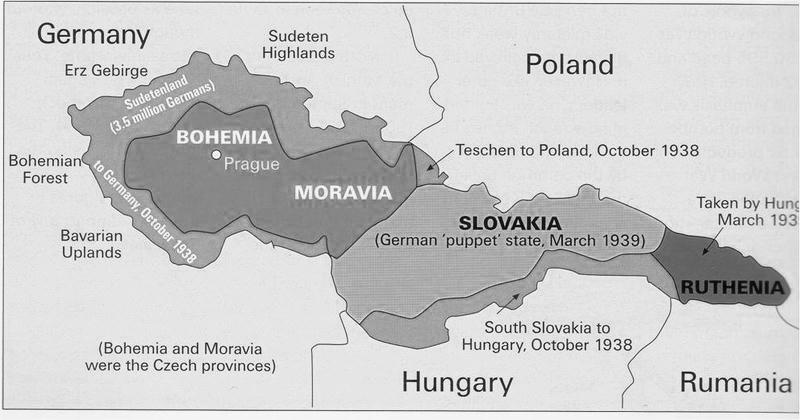 Germany
Sudeten
Highlands
Poland
Erz Gebirge
Sudetenland
(3.5 million Germans)
BOHEMIA
Prague
Teschen to Poland, October 1938
Bohemian
Forest
to Germany, October 1938
MORAVIA
Taken by Hung
March 193
SLOVAKIA
(German 'puppet' state, March 1939)
Bavarian
Uplands
RUTHENIA
South Slovakia to
Hungary, October 1938
(Bohemia and Moravia
were the Czech provinces)
Hungary
Rumania